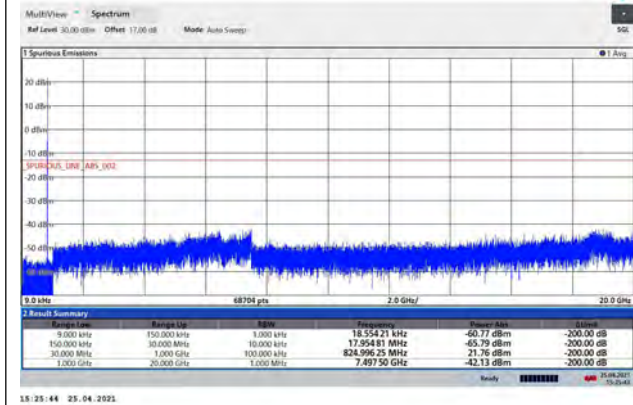 MultiView Spectrum
Ref Level 30.00 dBm Offset 17.00 dB Mode Auto Sweep
SGL
1 Spurious Emissions 1 Avg
20 dBm
10 dBm
0 dBm
-10 dBm
_SPURIOUS_LINE_ABS_002
-20 dBm
-30 dBm
-40 dBm
-50 dBm
9.0 kHz 68704 pts 2.0 GHz/ 20.0 GHz
2 Result Summary
Range Low Range Up RBW Frequency Power Abs ΔLimit
9.000 kHz 150.000 kHz 1.000 kHz 18.55421 kHz -60.77 dBm -200.00 dB
150.000 kHz 30.000 MHz 10.000 kHz 17.95481 MHz -65.79 dBm -200.00 dB
30.000 MHz 1.000 GHz 100.000 kHz 824.99625 MHz 21.76 dBm -200.00 dB
1.000 GHz 20.000 GHz 1.000 MHz 7.49750 GHz -42.13 dBm -200.00 dB
Ready 25.04.2021
15:25:43
15:25:44 25.04.2021